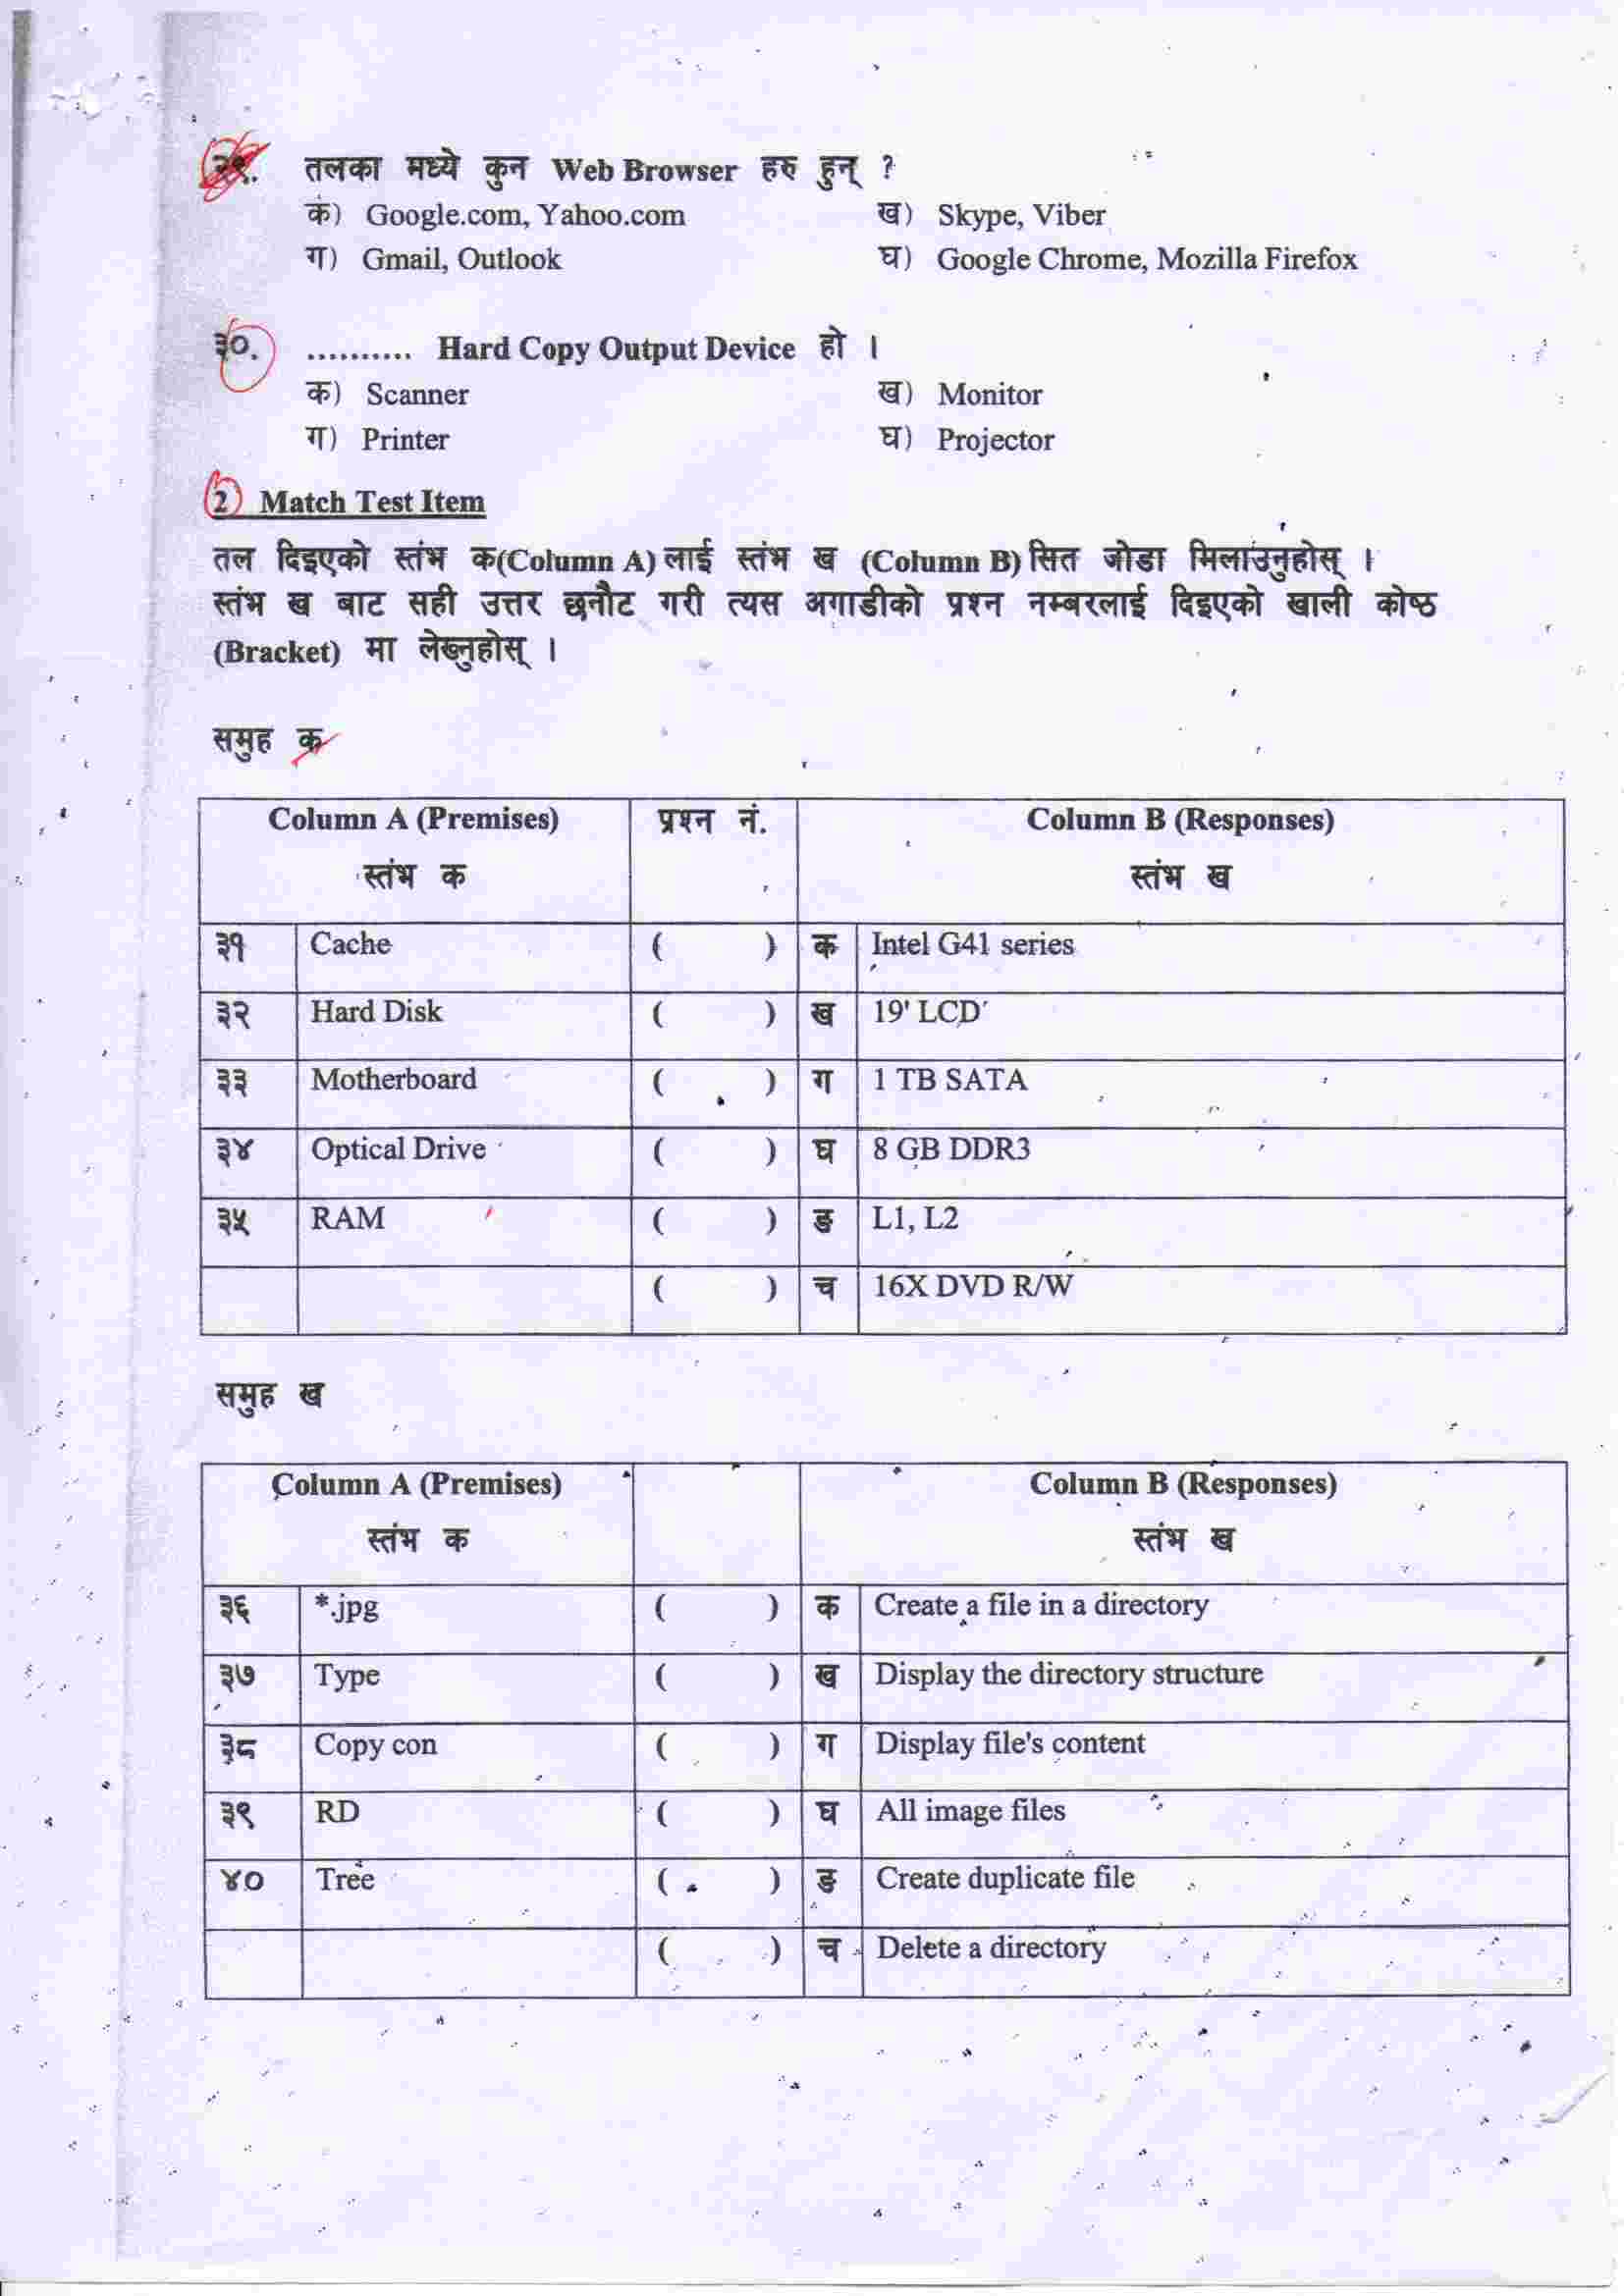 २९. तलका मध्ये कुन Web Browser हरु हुन् ?
क) Google.com, Yahoo.com ख) Skype, Viber
ग) Gmail, Outlook घ) Google Chrome, Mozilla Firefox
३०. .......... Hard Copy Output Device हो ।
क) Scanner ख) Monitor
ग) Printer घ) Projector
2) Match Test Item
तल दिइएको स्तंभ क(Column A) लाई स्तंभ ख (Column B) सित जोडा मिलाउनुहोस् ।
स्तंभ ख बाट सही उत्तर छनौट गरी त्यस अगाडीको प्रश्न नम्बरलाई दिइएको खाली कोष्ठ
(Bracket) मा लेख्नुहोस् ।
समुह क
Column A (Premises) प्रश्न नं. Column B (Responses)
स्तंभ क स्तंभ ख
३१ Cache ( ) क Intel G41 series
३२ Hard Disk ( ) ख 19' LCD
३३ Motherboard ( ) ग 1 TB SATA
३४ Optical Drive ( ) घ 8 GB DDR3
३५ RAM ( ) ङ L1, L2
( ) च 16X DVD R/W
समुह ख
Column A (Premises) Column B (Responses)
स्तंभ क स्तंभ ख
३६ *.jpg ( ) क Create a file in a directory
३७ Type ( ) ख Display the directory structure
३८ Copy con ( ) ग Display file's content
३९ RD ( ) घ All image files
४० Tree ( ) ङ Create duplicate file
( ) च Delete a directory